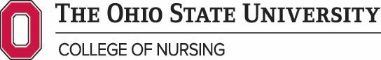 THE OHIO STATE UNIVERSITY
COLLEGE OF NURSING